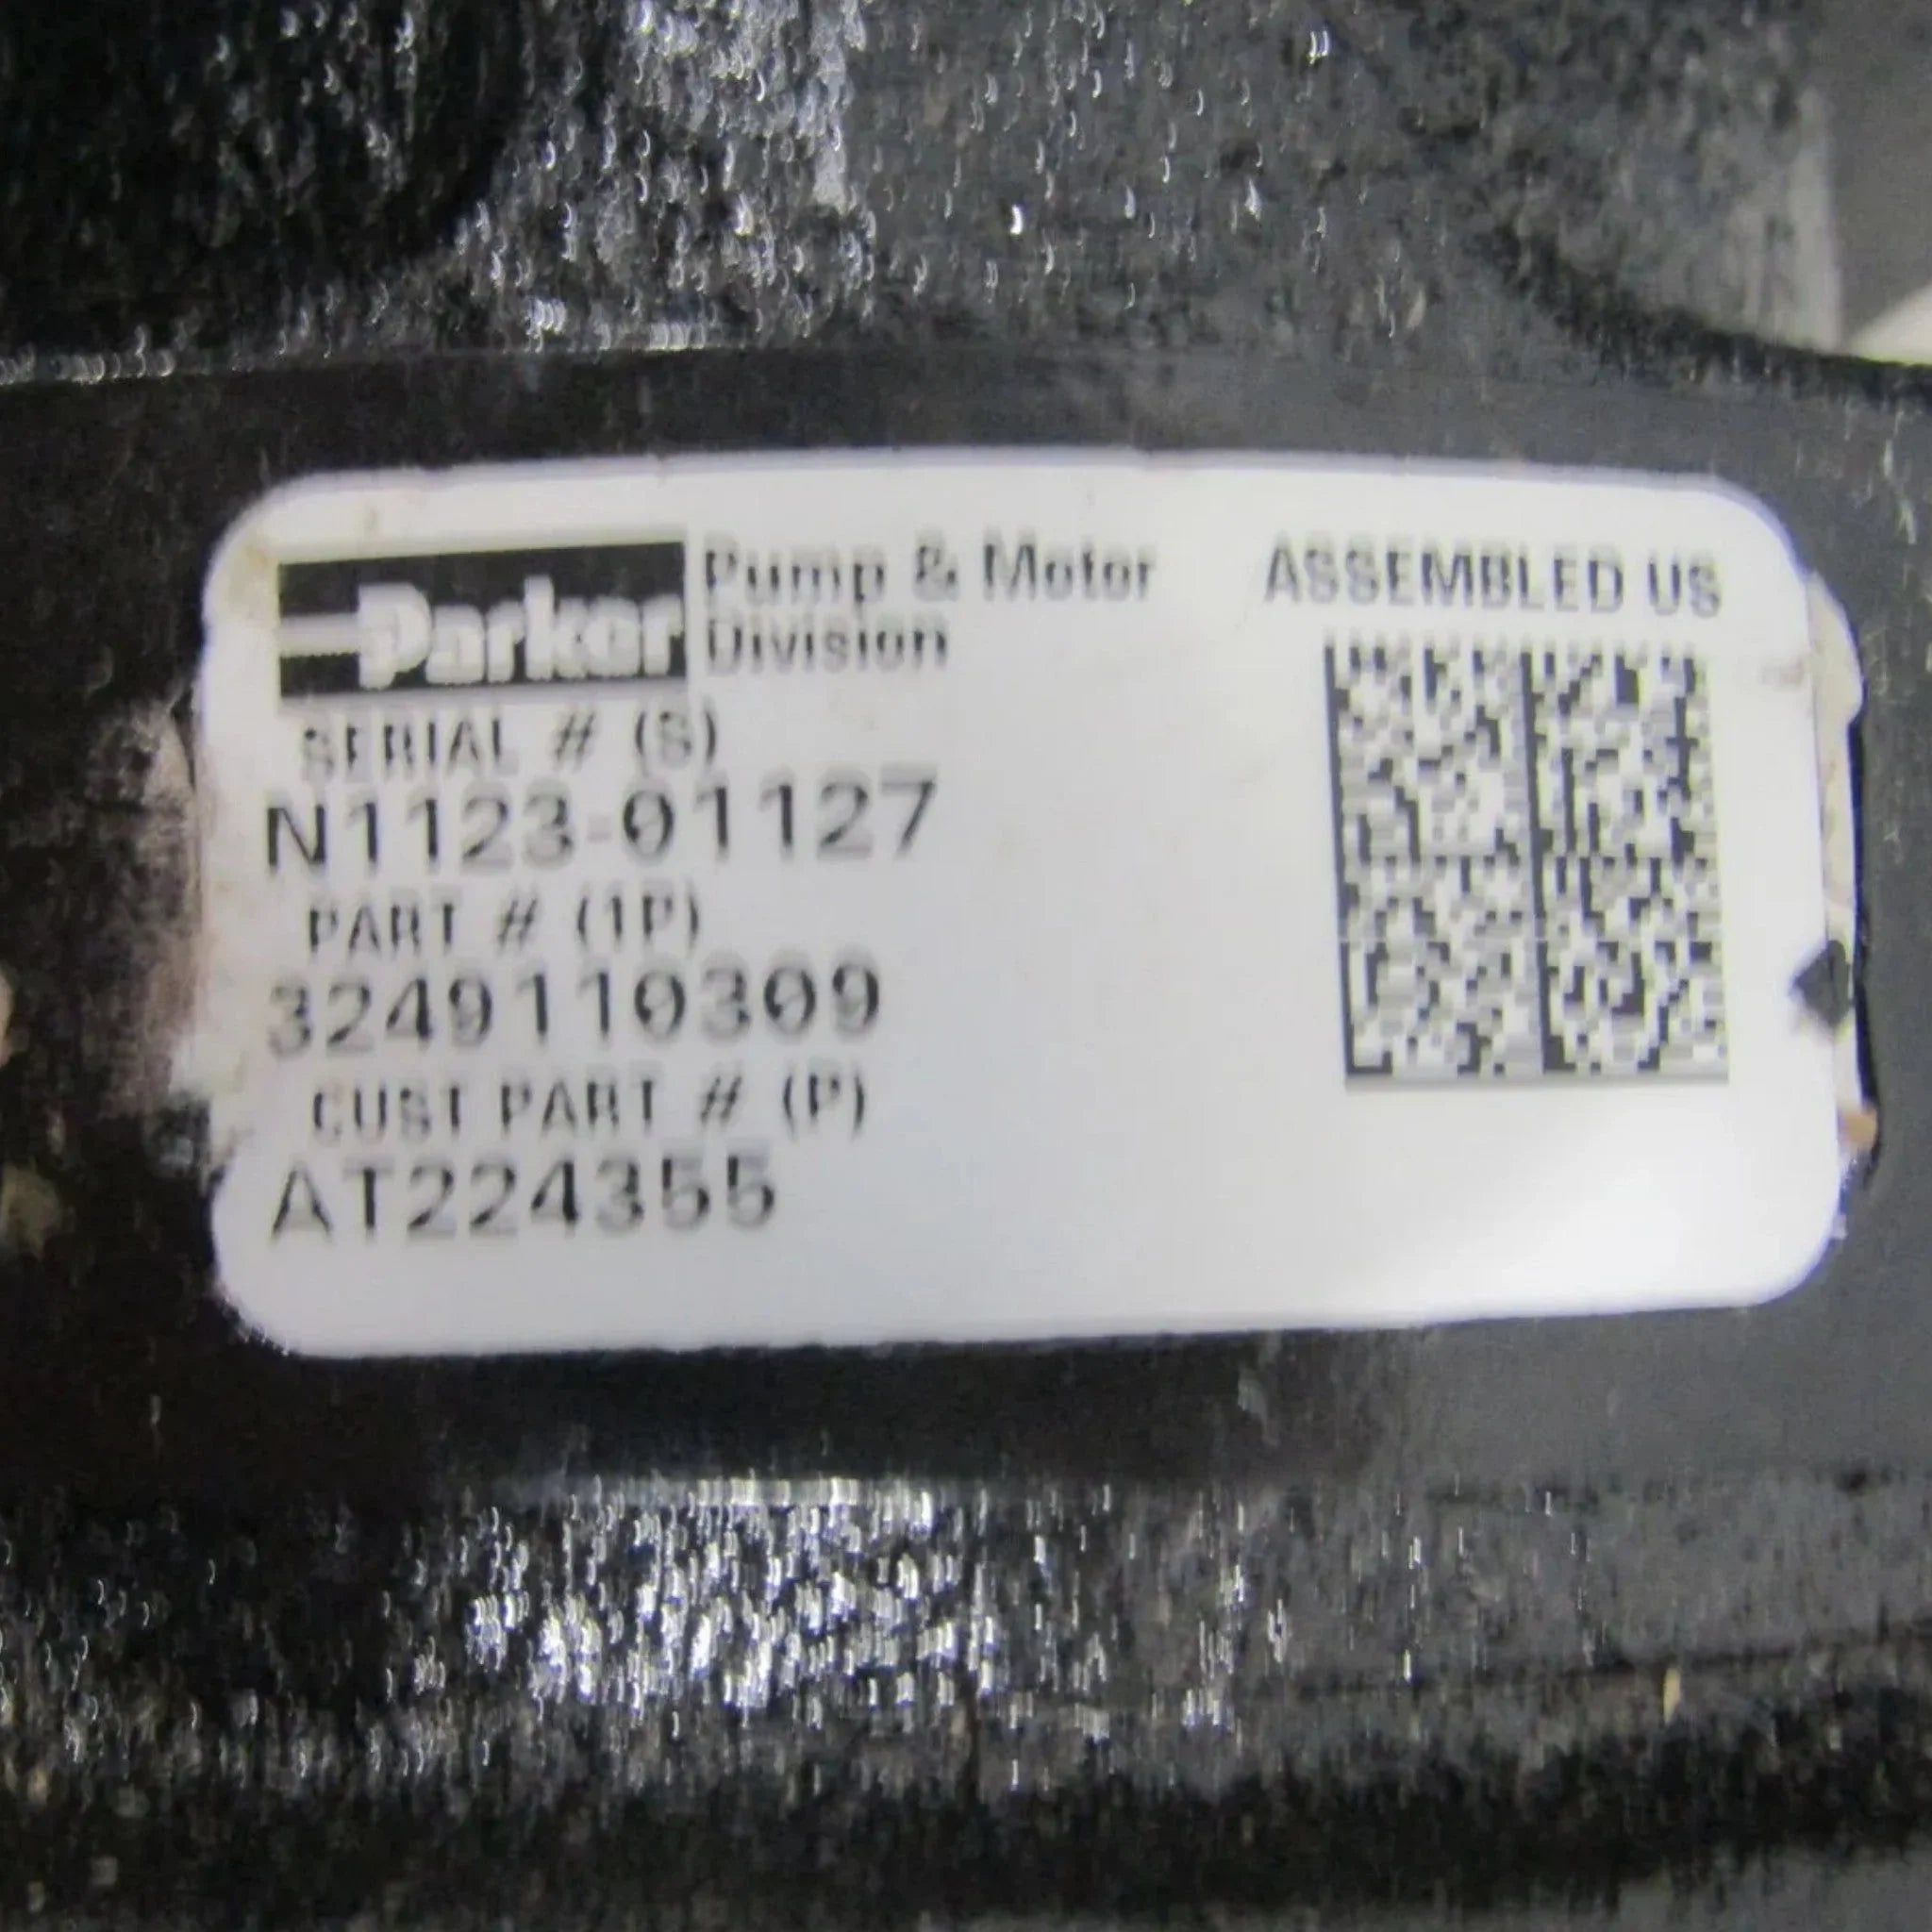 Parker Pump & Motor
Division
ASSEMBLED US
SERIAL # (S)
N1123-01127
PART # (1P)
3249110309
CUST PART # (P)
AT224355